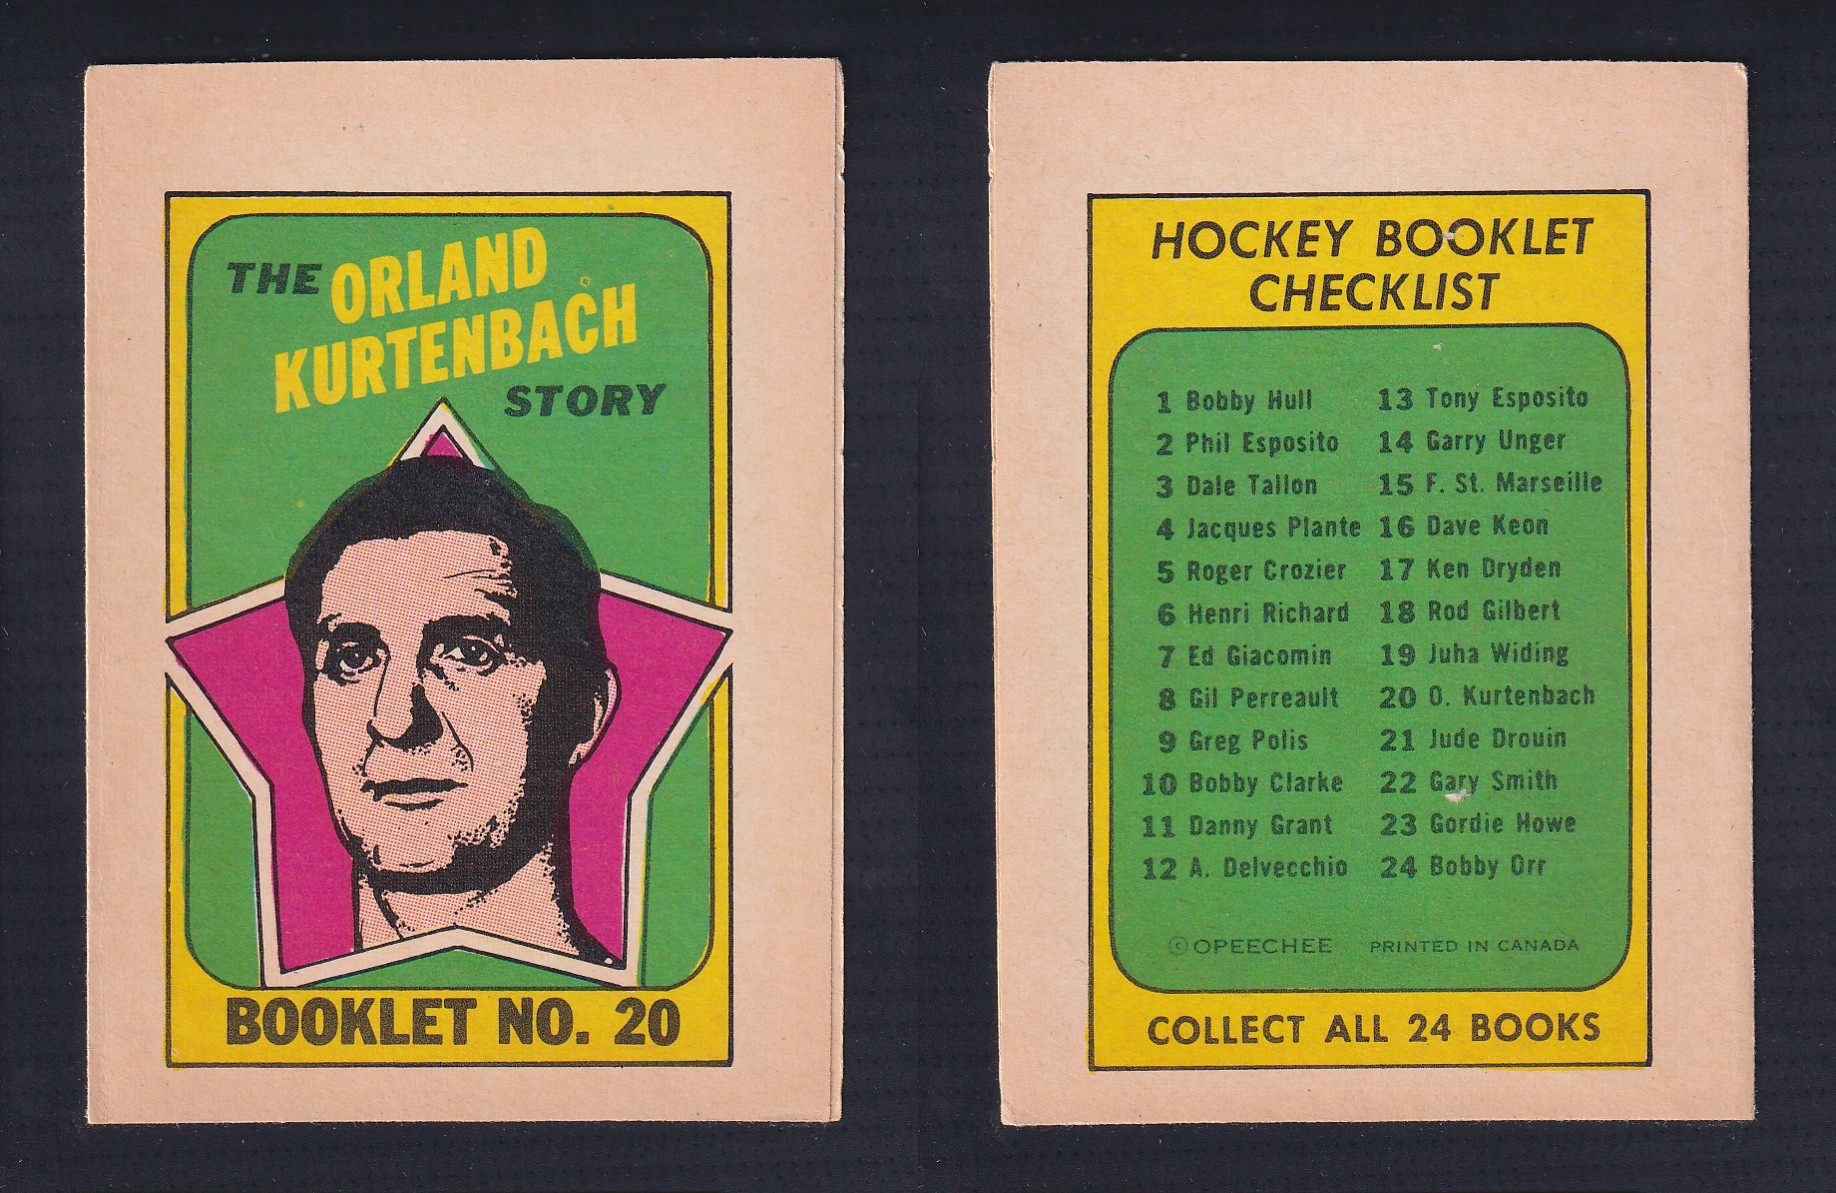 THE ORLAND
KURTENBACH
STORY
BOOKLET NO. 20
HOCKEY BOOKLET
CHECKLIST
1 Bobby Hull
2 Phil Esposito
3 Dale Tallon
4 Jacques Plante
5 Roger Crozier
6 Henri Richard
7 Ed Giacomin
8 Gil Perreault
9 Greg Polis
10 Bobby Clarke
11 Danny Grant
12 A. Delvecchio
13 Tony Esposito
14 Garry Unger
15 F. St. Marseille
16 Dave Keon
17 Ken Dryden
18 Rod Gilbert
19 Juha Widing
20 O. Kurtenbach
21 Jude Drouin
22 Gary Smith
23 Gordie Howe
24 Bobby Orr
© OPEECHEE PRINTED IN CANADA
COLLECT ALL 24 BOOKS